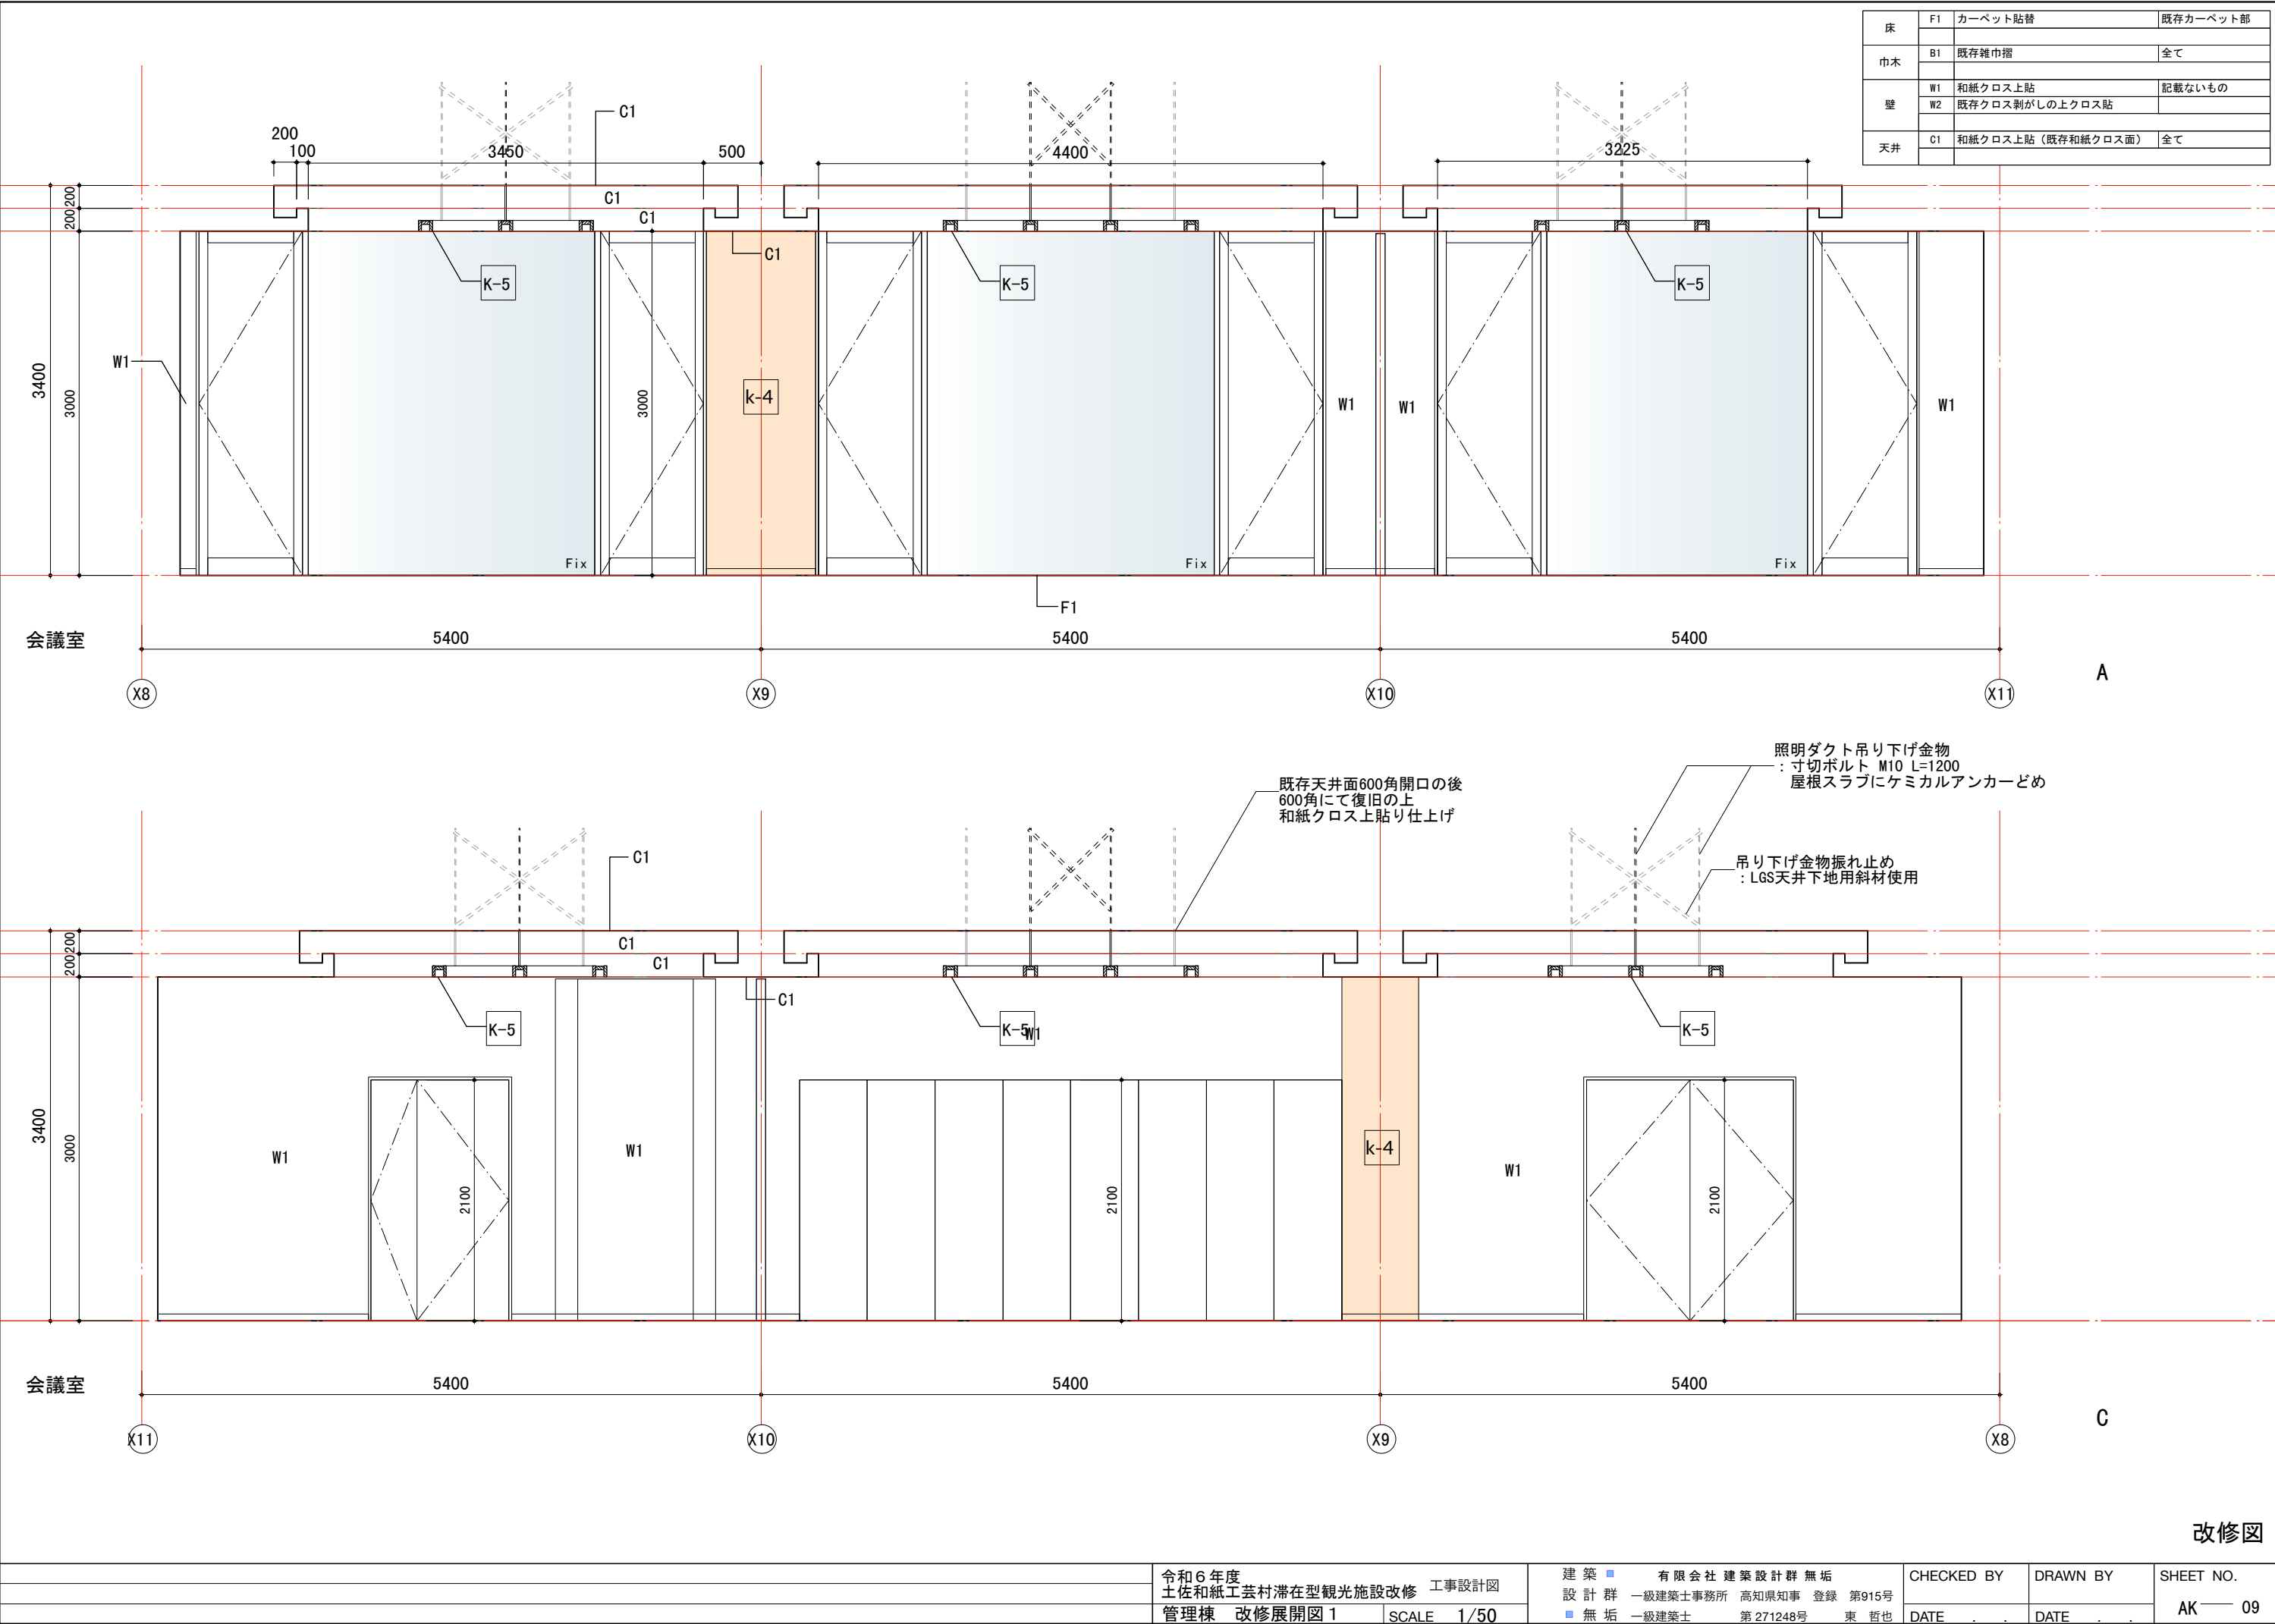 床 F1 カーペット貼替 既存カーペット部
巾木 B1 既存雑巾摺 全て
壁 W1 和紙クロス上貼 記載ないもの
W2 既存クロス剥がしの上クロス貼
天井 C1 和紙クロス上貼（既存和紙クロス面） 全て
C1
200
100 3450 500 4400 3225
200
200
C1
C1
C1
K-5 K-5 K-5
W1
3400
3000
3000
k-4
W1 W1 W1
Fix Fix Fix
F1
会議室
5400 5400 5400
A
X8 X9 X10 X11
照明ダクト吊り下げ金物
：寸切ボルト M10 L=1200
屋根スラブにケミカルアンカーどめ
既存天井面600角開口の後
600角にて復旧の上
和紙クロス上貼り仕上げ
吊り下げ金物振れ止め
：LGS天井下地用斜材使用
C1
200
200
C1
C1
C1
K-5 K-5 W1 K-5
3400
3000
W1 W1 k-4 W1
2100 2100 2100
会議室
5400 5400 5400
C
X11 X10 X9 X8
改修図
令和６年度
土佐和紙工芸村滞在型観光施設改修 工事設計図
管理棟 改修展開図１ SCALE 1/50
建築 有限会社 建築設計群 無垢
設計群 一級建築士事務所 高知県知事 登録 第915号
無垢 一級建築士 第271248号 東 哲也
CHECKED BY DRAWN BY SHEET NO.
DATE . . DATE . . AK 09